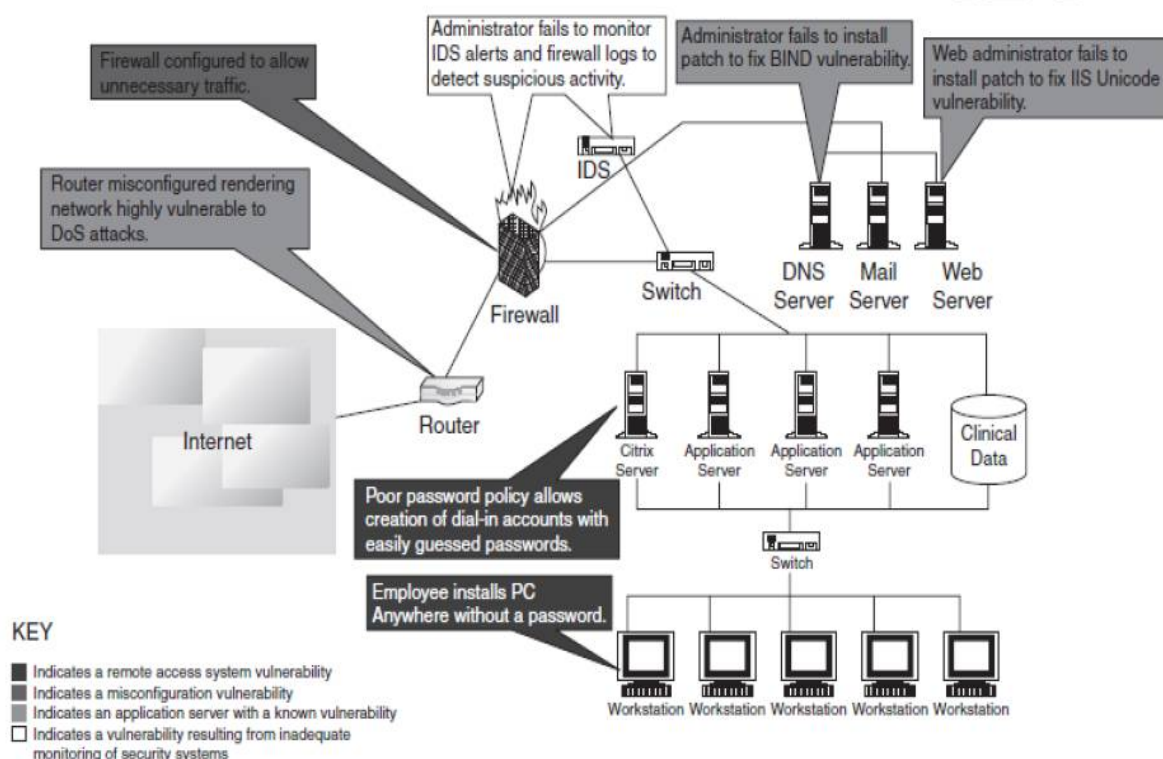 Administrator fails to monitor
IDS alerts and firewall logs to
detect suspicious activity.
Administrator fails to install
patch to fix BIND vulnerability.
Web administrator fails to
install patch to fix IIS Unicode
vulnerability.
Firewall configured to allow
unnecessary traffic.
IDS
Router misconfigured rendering
network highly vulnerable to
DoS attacks.
DNS
Server
Mail
Server
Web
Server
Switch
Firewall
Internet
Router
Citrix
Server
Application
Server
Application
Server
Application
Server
Clinical
Data
Poor password policy allows
creation of dial-in accounts with
easily guessed passwords.
Switch
Employee installs PC
Anywhere without a password.
Workstation
Workstation
Workstation
Workstation
Workstation
KEY
Indicates a remote access system vulnerability
Indicates a misconfiguration vulnerability
Indicates an application server with a known vulnerability
Indicates a vulnerability resulting from inadequate
monitoring of security systems